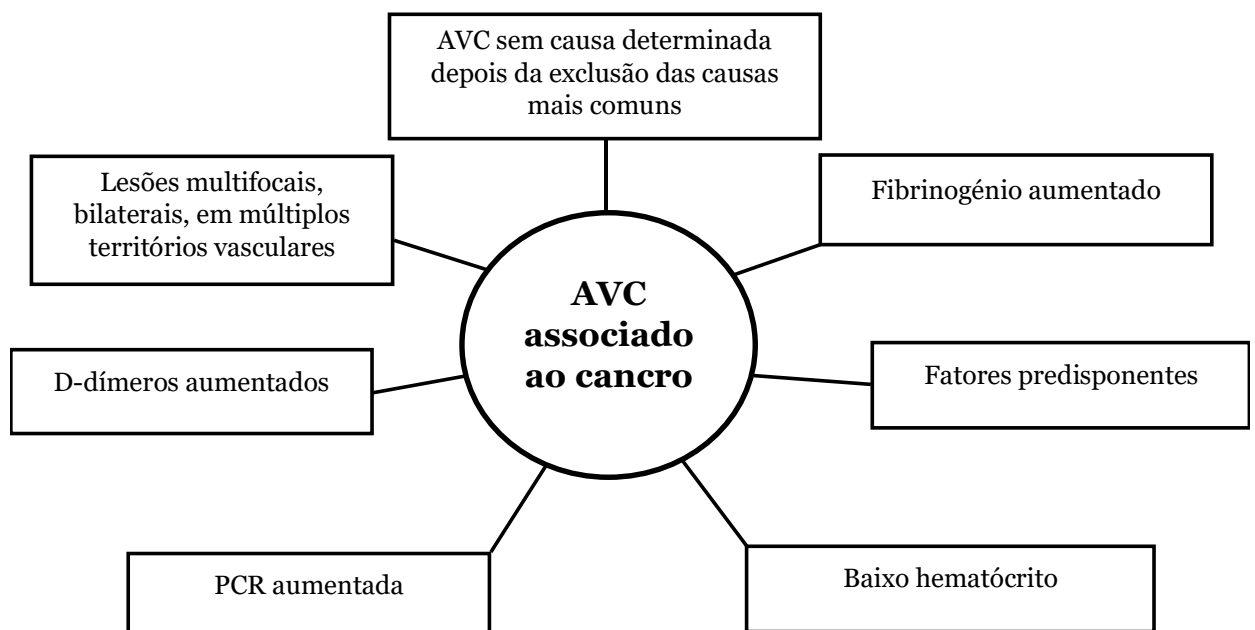 AVC sem causa determinada
depois da exclusão das causas
mais comuns
Lesões multifocais,
bilaterais, em múltiplos
territórios vasculares
Fibrinogénio aumentado
AVC
associado
ao cancro
D-dímeros aumentados
Fatores predisponentes
PCR aumentada
Baixo hematócrito